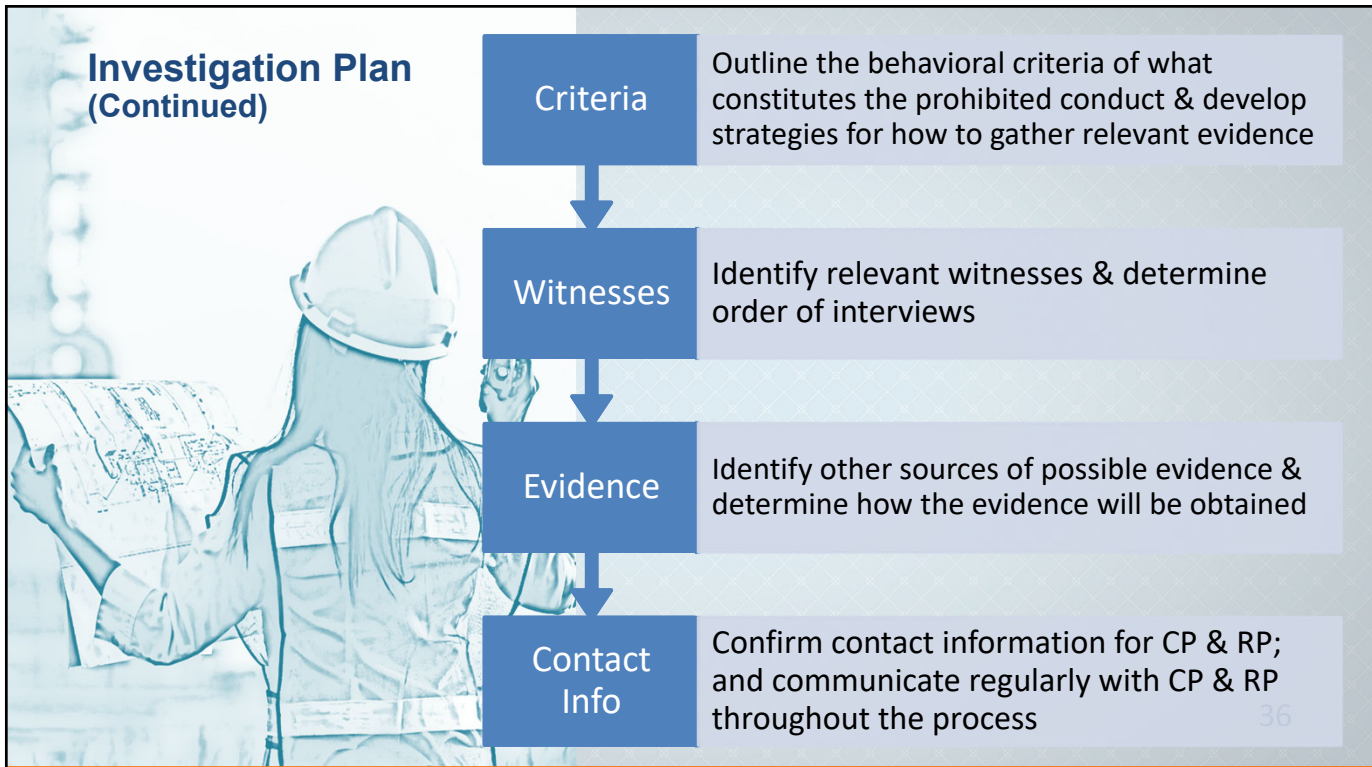 Investigation Plan
(Continued)
Criteria
Outline the behavioral criteria of what
constitutes the prohibited conduct & develop
strategies for how to gather relevant evidence
Witnesses
Identify relevant witnesses & determine
order of interviews
Evidence
Identify other sources of possible evidence &
determine how the evidence will be obtained
Contact
Info
Confirm contact information for CP & RP;
and communicate regularly with CP & RP
throughout the process
36